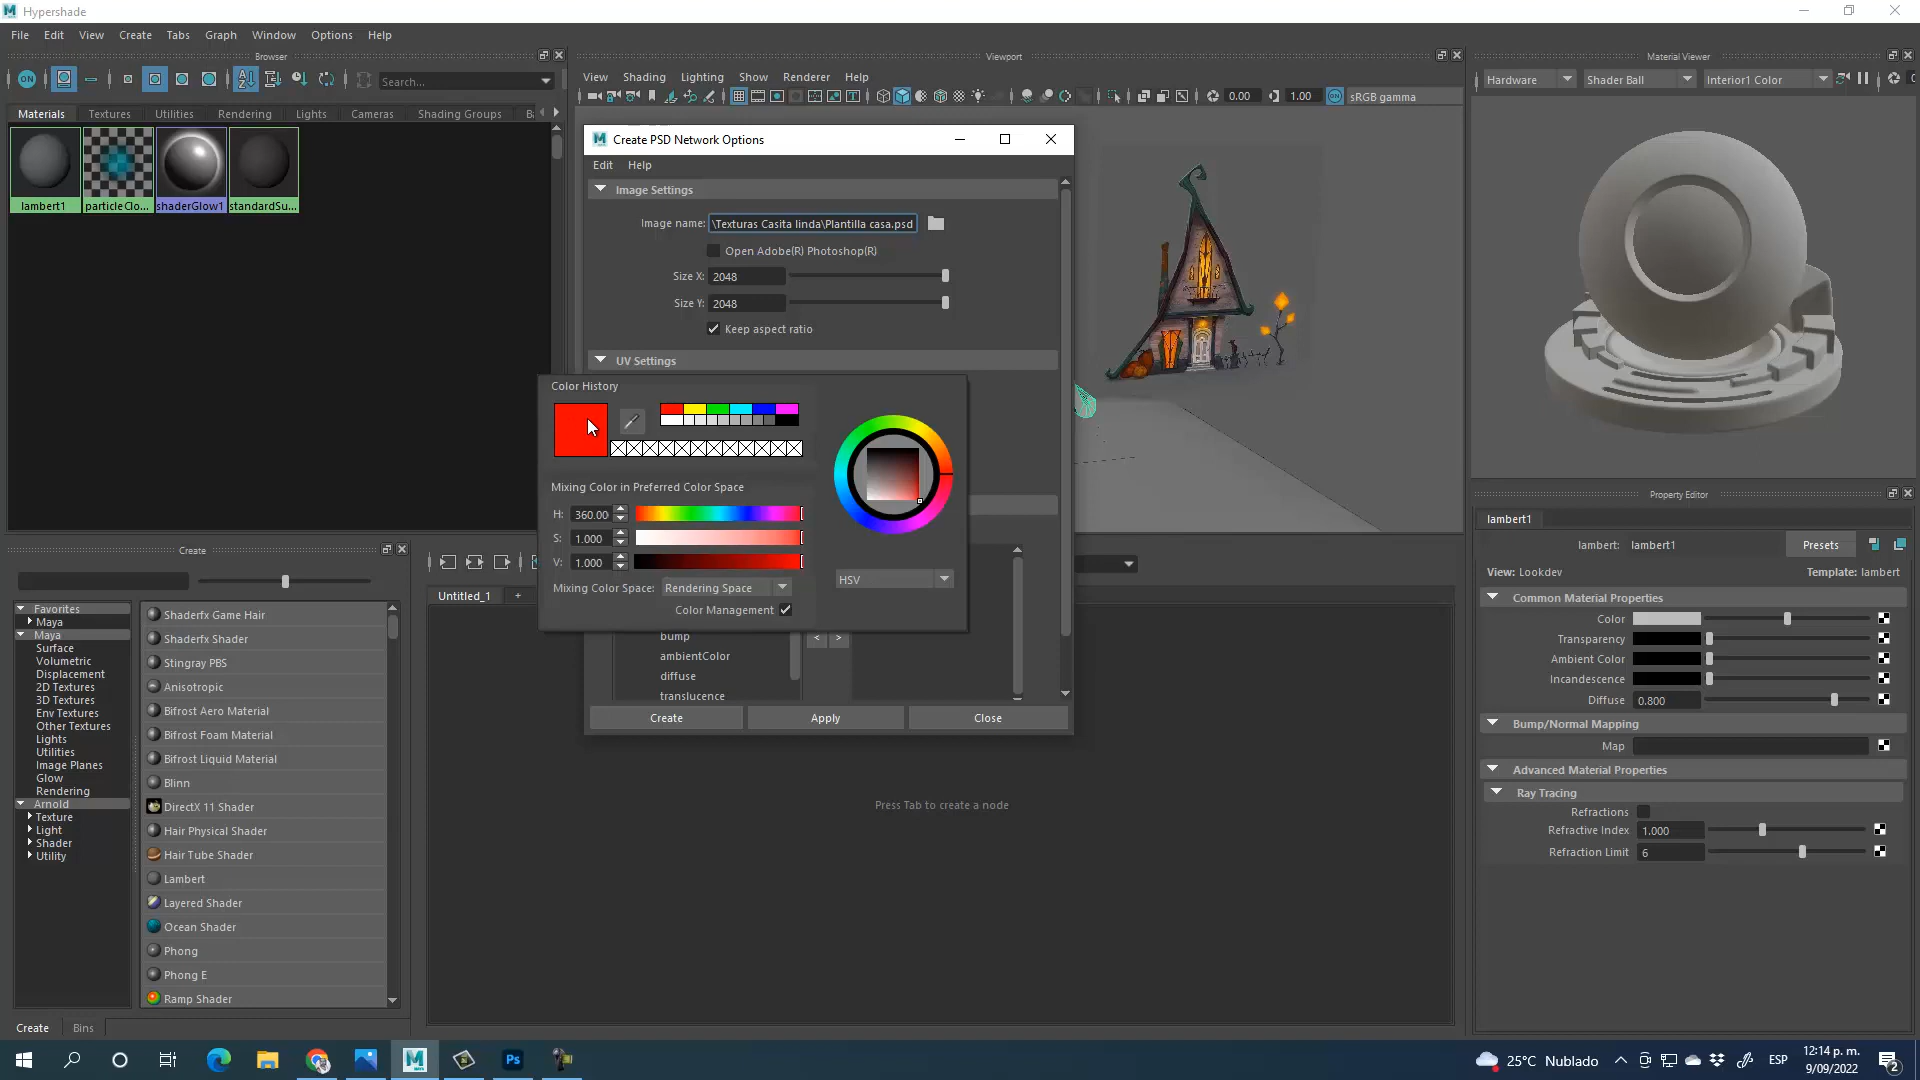 Hypershade
File Edit View Create Tabs Graph Window Options Help
Browser
ON
Search...
Materials Textures Utilities Rendering Lights Cameras Shading Groups
lambert1 particleClo... shaderGlow1 standardSu...
Viewport
View Shading Lighting Show Renderer Help
0.00 1.00 ON sRGB gamma
Material Viewer
Hardware Shader Ball Interior1 Color
Create PSD Network Options
Edit Help
Image Settings
Image name: \Texturas Casita linda\Plantilla casa.psd
Open Adobe(R) Photoshop(R)
Size X: 2048
Size Y: 2048
Keep aspect ratio
UV Settings
Color History
Mixing Color in Preferred Color Space
H: 360.00
S: 1.000
V: 1.000
HSV
Mixing Color Space: Rendering Space
Color Management
bump
ambientColor
diffuse
translucence
< >
Create Apply Close
Create
Favorites
Maya
Maya
Surface
Volumetric
Displacement
2D Textures
3D Textures
Env Textures
Other Textures
Lights
Utilities
Image Planes
Glow
Rendering
Arnold
Texture
Light
Shader
Utility
Shaderfx Game Hair
Shaderfx Shader
Stingray PBS
Anisotropic
Bifrost Aero Material
Bifrost Foam Material
Bifrost Liquid Material
Blinn
DirectX 11 Shader
Hair Physical Shader
Hair Tube Shader
Lambert
Layered Shader
Ocean Shader
Phong
Phong E
Ramp Shader
Create Bins
Untitled_1 +
Press Tab to create a node
Property Editor
lambert1
lambert: lambert1 Presets
View: Lookdev Template: lambert
Common Material Properties
Color
Transparency
Ambient Color
Incandescence
Diffuse 0.800
Bump/Normal Mapping
Map
Advanced Material Properties
Ray Tracing
Refractions
Refractive Index 1.000
Refraction Limit 6
25°C Nublado ESP 12:14 p. m.
9/09/2022
2